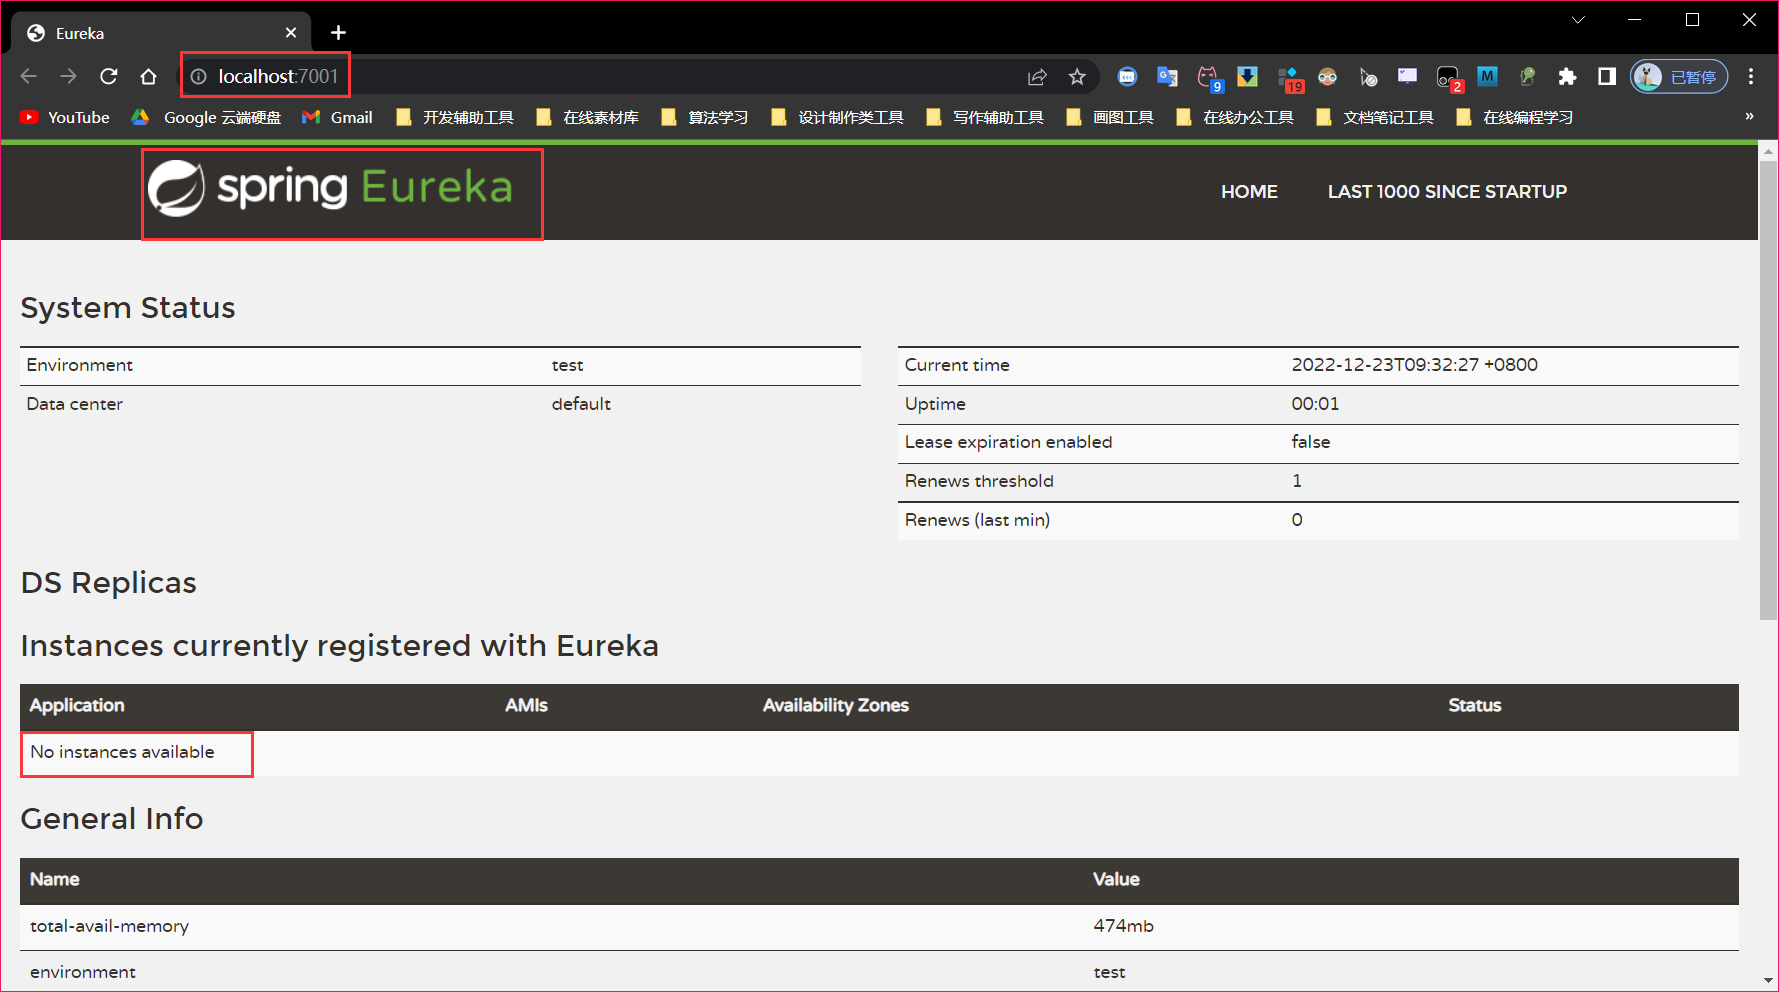 Eureka
localhost:7001
9
19
2
M
已暂停
YouTube
Google 云端硬盘
Gmail
开发辅助工具
在线素材库
算法学习
设计制作类工具
写作辅助工具
画图工具
在线办公工具
文档笔记工具
在线编程学习
»
spring Eureka
HOME
LAST 1000 SINCE STARTUP
System Status
Environment test
Data center default
Current time 2022-12-23T09:32:27 +0800
Uptime 00:01
Lease expiration enabled false
Renews threshold 1
Renews (last min) 0
DS Replicas
Instances currently registered with Eureka
Application AMIs Availability Zones Status
No instances available
General Info
Name Value
total-avail-memory 474mb
environment test